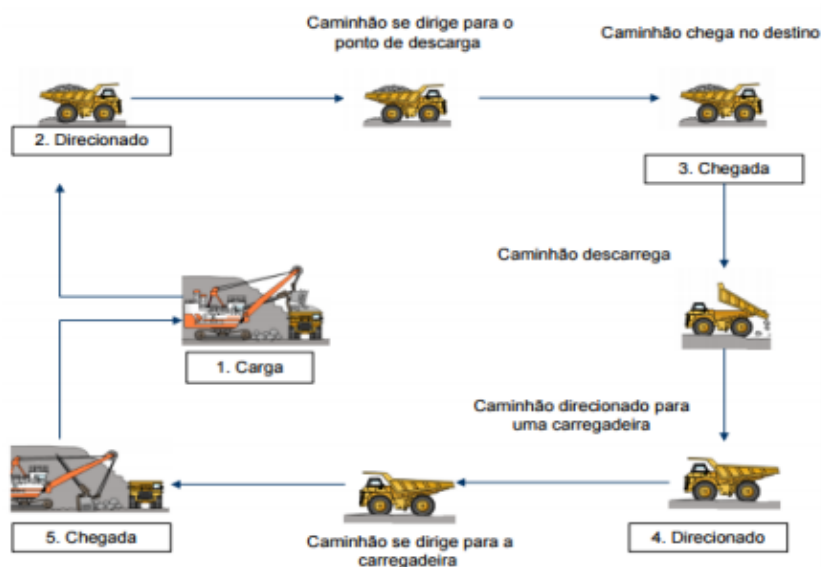 Caminhão se dirige para o
ponto de descarga
Caminhão chega no destino
2. Direcionado
3. Chegada
Caminhão descarrega
1. Carga
Caminhão direcionado para
uma carregadeira
5. Chegada
Caminhão se dirige para a
carregadeira
4. Direcionado